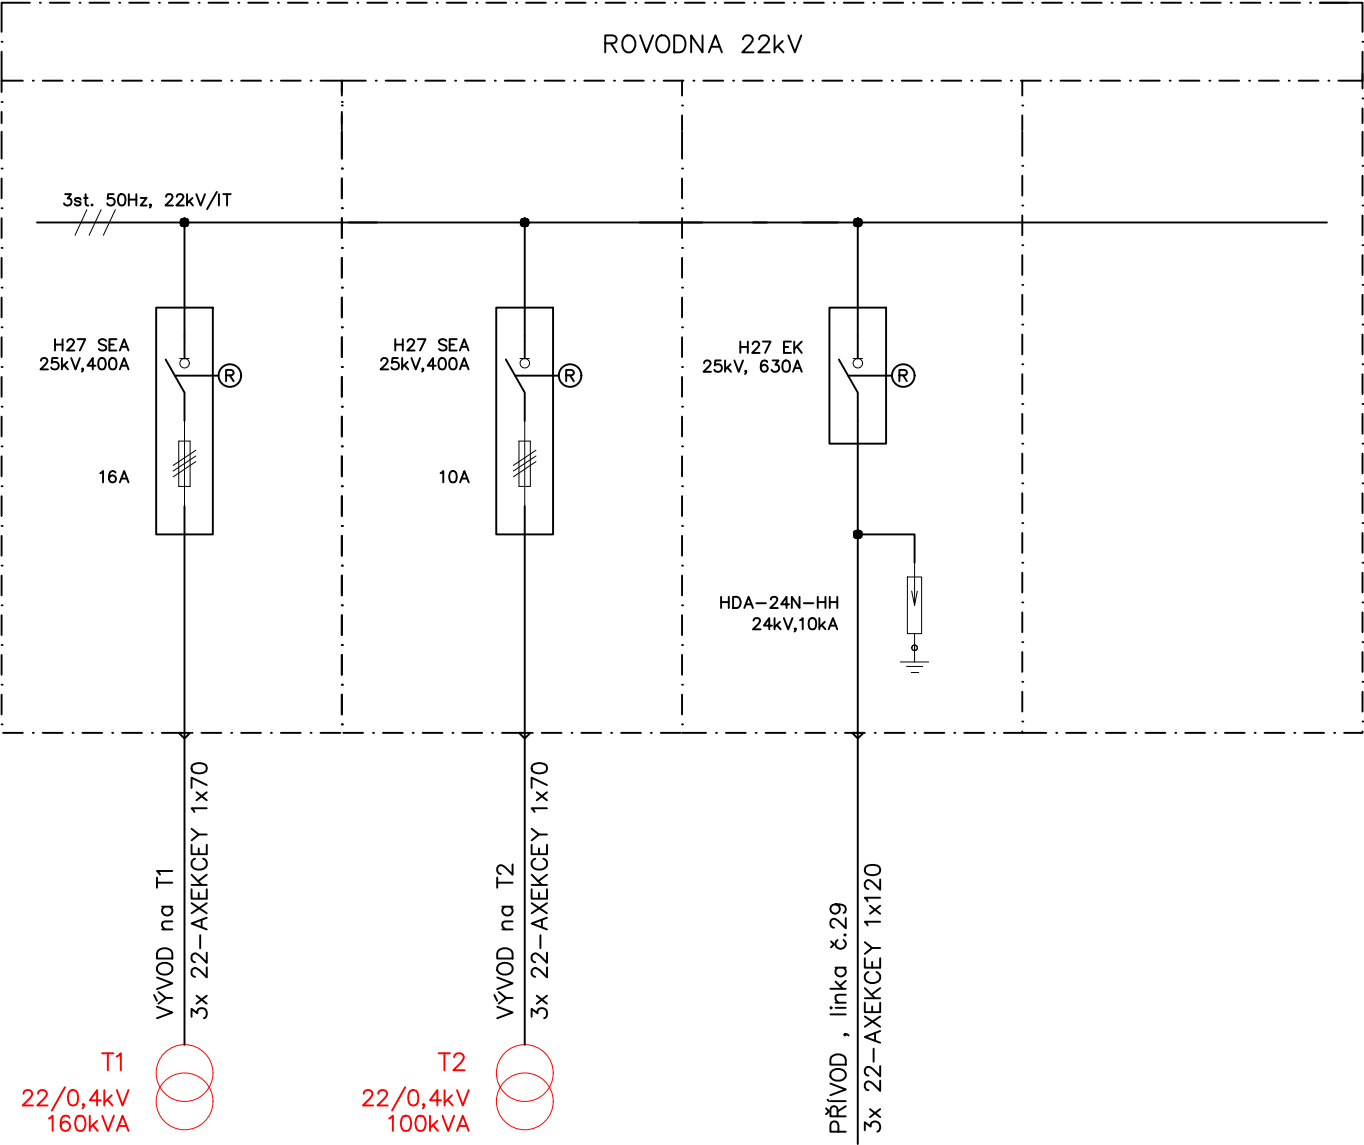 ROVODNA 22kV
3st. 50Hz, 22kV/IT
H27 SEA
25kV,400A
R
16A
H27 SEA
25kV,400A
R
10A
H27 EK
25kV, 630A
R
HDA-24N-HH
24kV,10kA
VÝVOD na T1
3x 22-AXEKCEY 1x70
VÝVOD na T2
3x 22-AXEKCEY 1x70
PŘÍVOD , linka č.29
3x 22-AXEKCEY 1x120
T1
22/0,4kV
160kVA
T2
22/0,4kV
100kVA